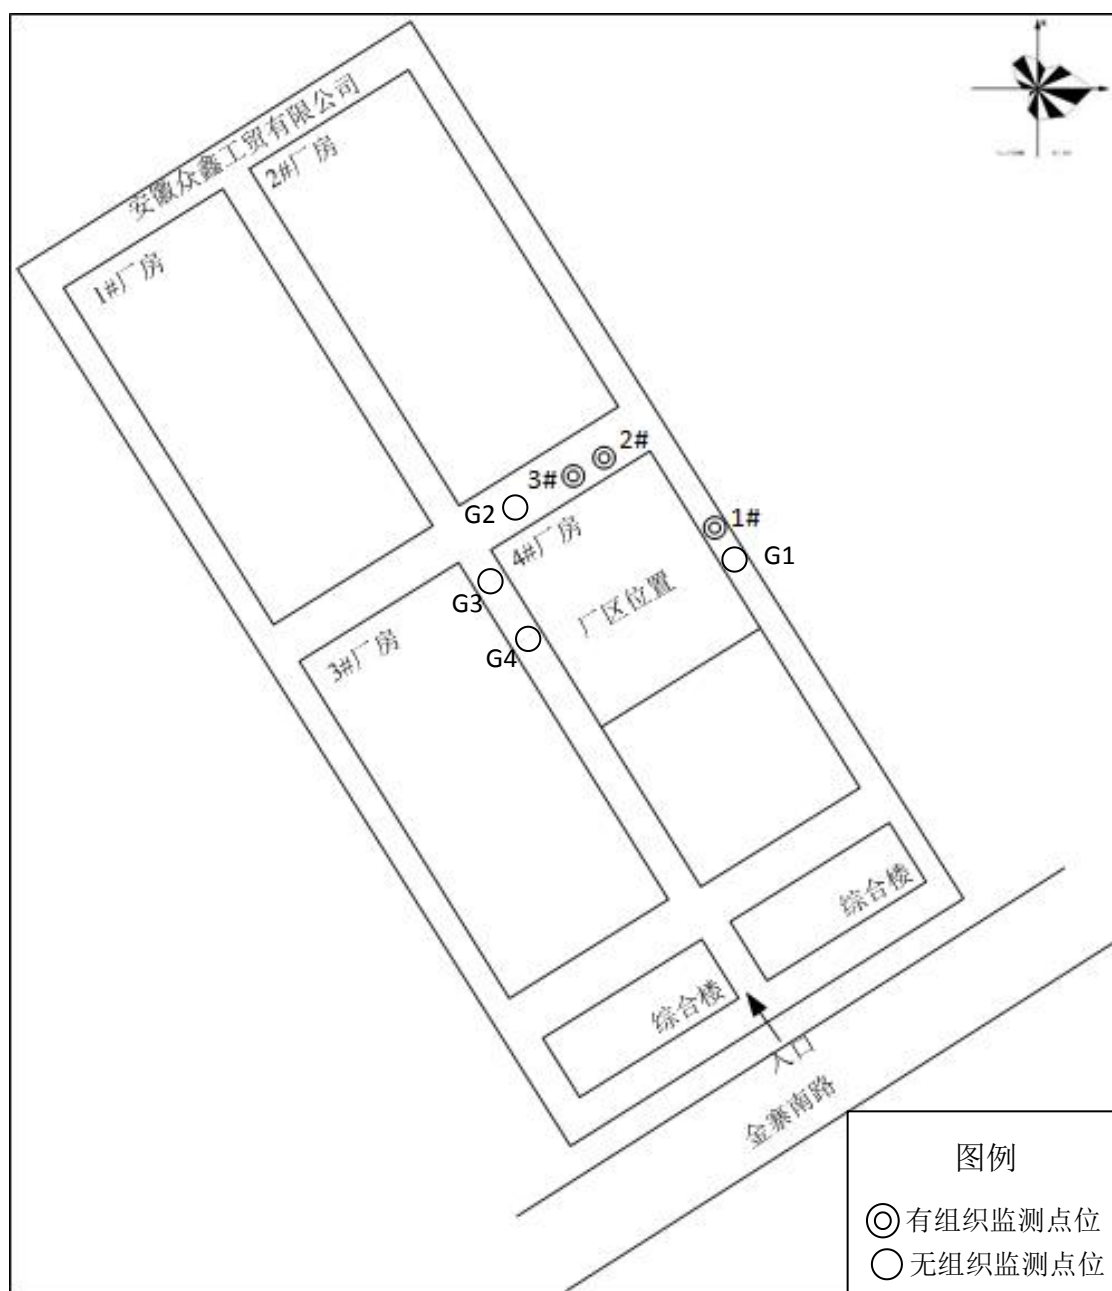 安徽众鑫工贸有限公司
2#厂房
1#厂房
2#
3#
G2
1#
G1
4#厂房
G3
厂区位置
G4
3#厂房
综合楼
综合楼
入口
金寨南路
图例
有组织监测点位
无组织监测点位